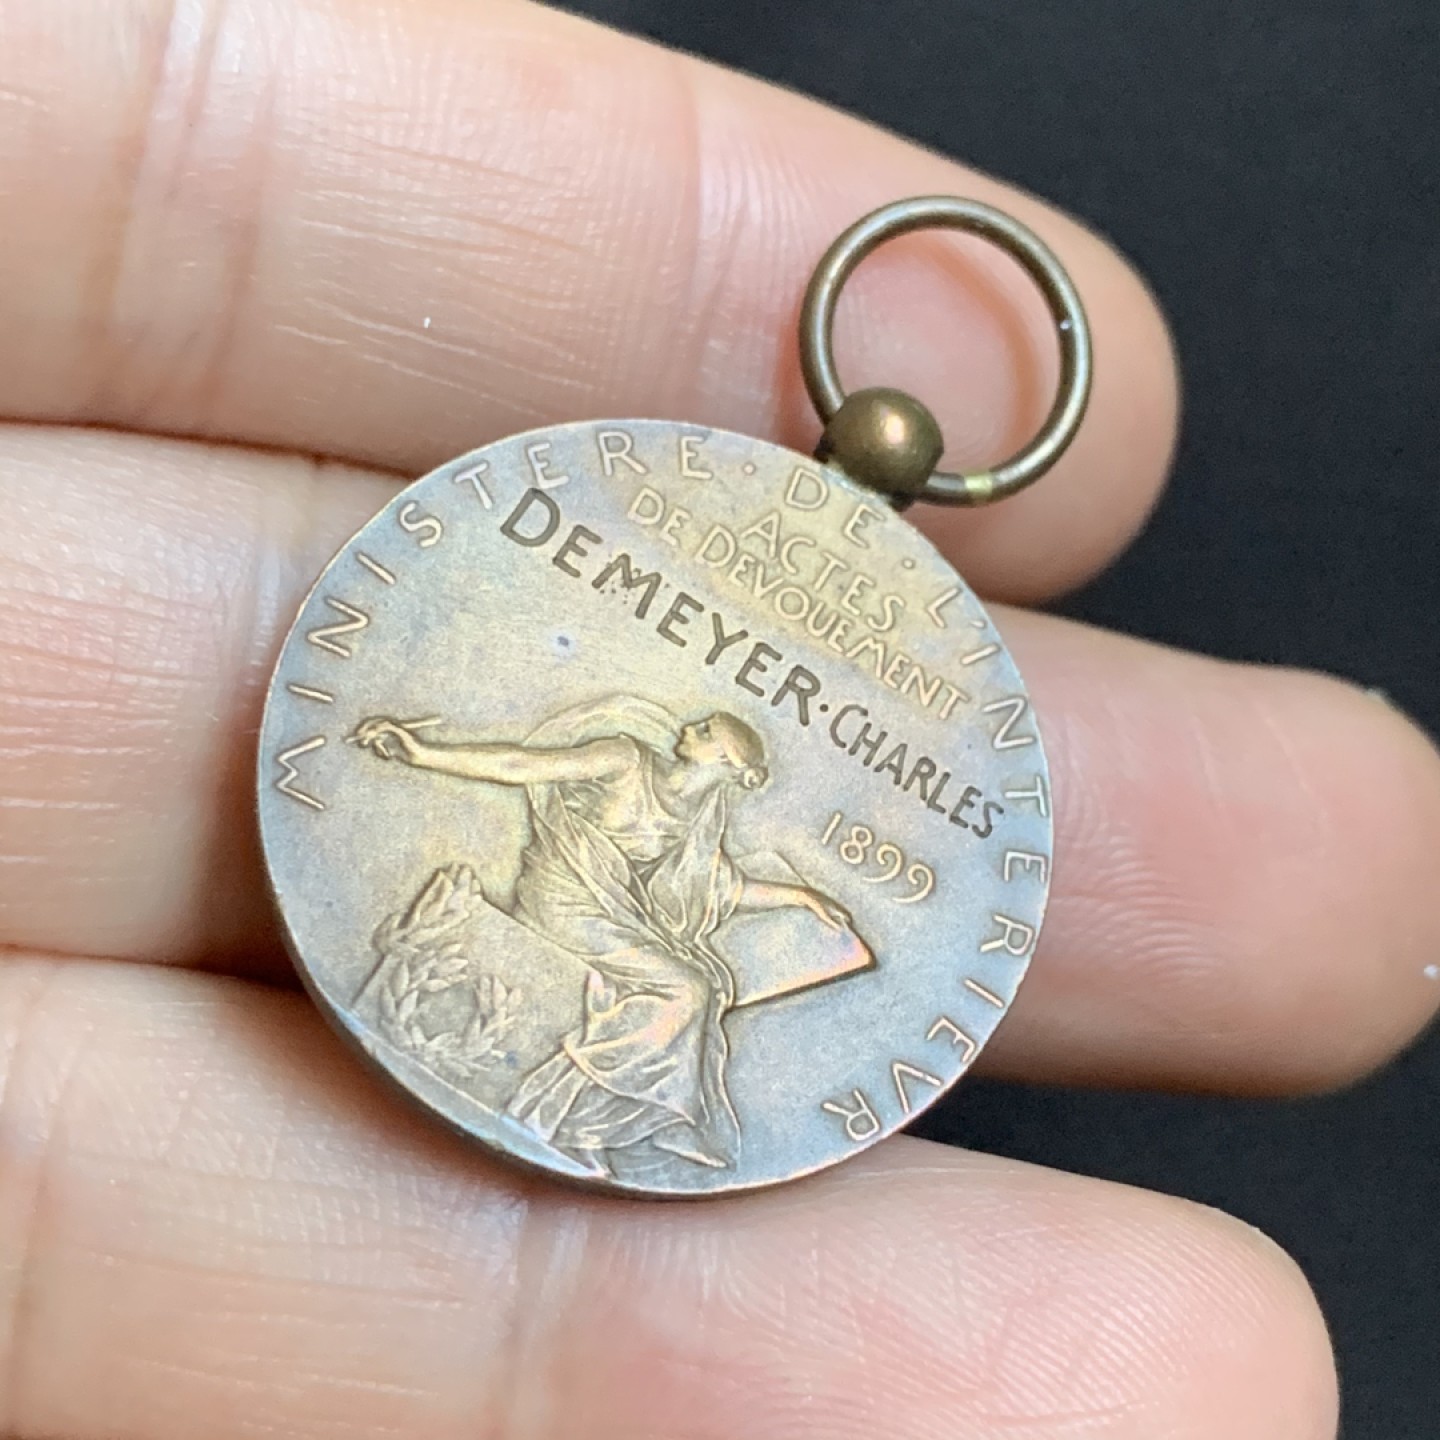 MINISTERE · DE · L'INTERIEVR
ACTES
DE DEVOUEMENT
DEMEYER·CHARLES
1899